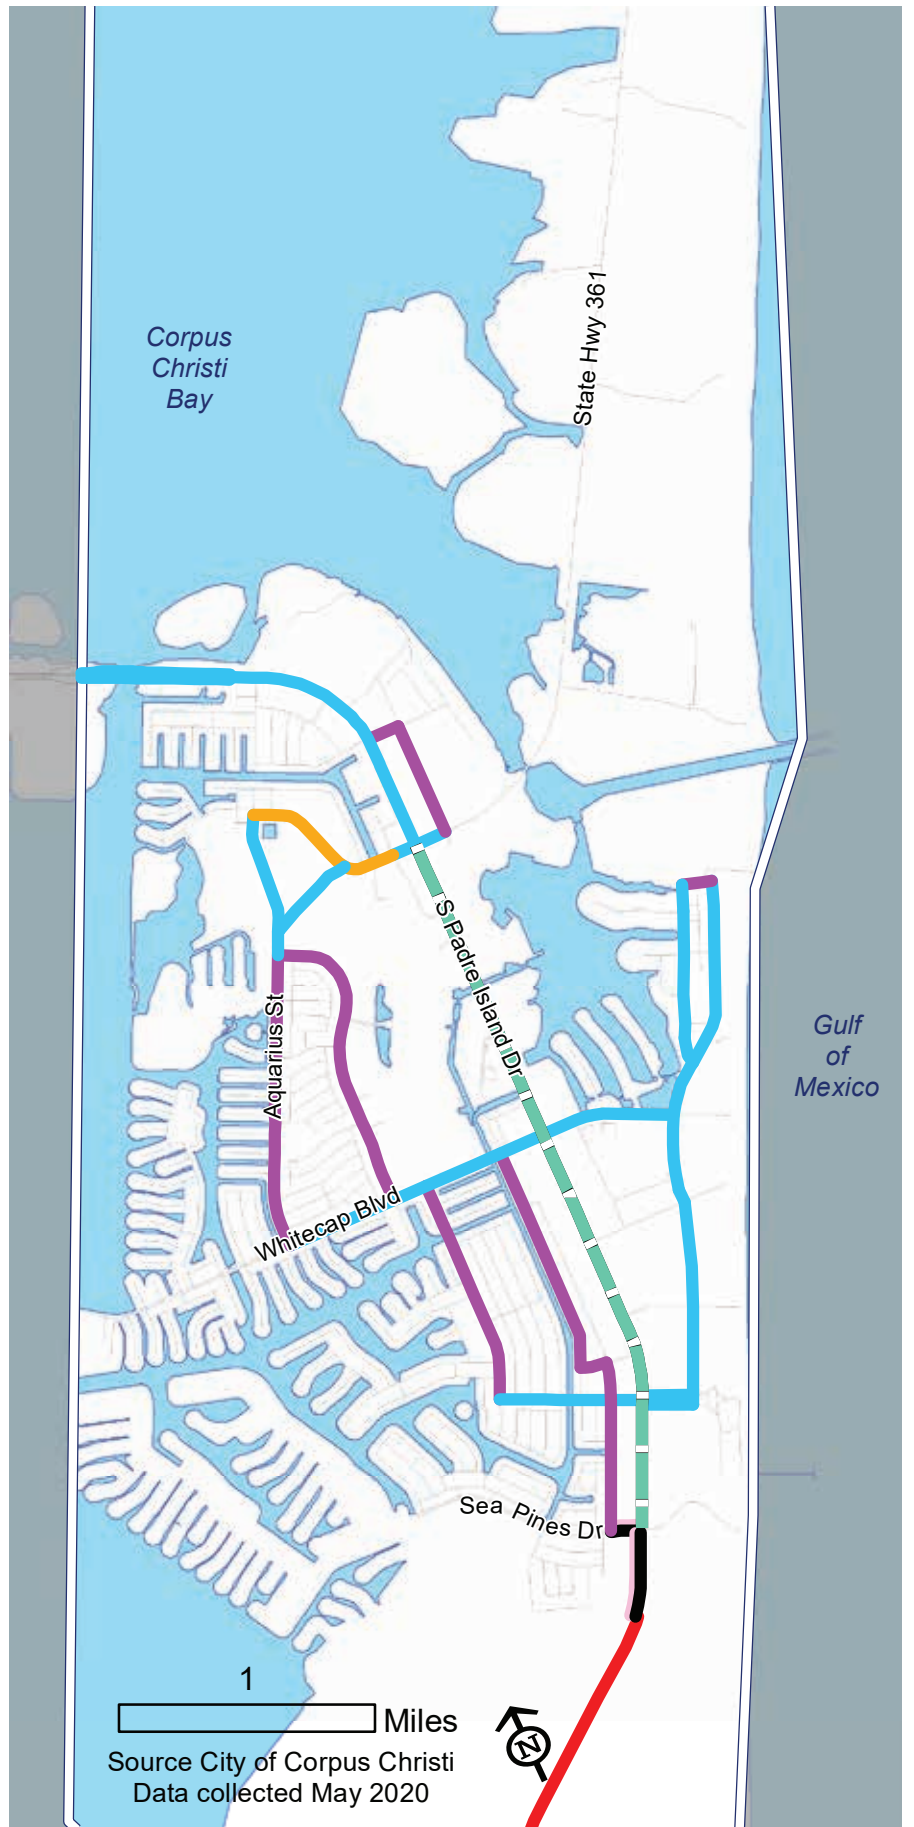 State Hwy 361
Corpus
Christi
Bay
S Padre Island Dr
Aquarius St
Gulf
of
Mexico
Whitecap Blvd
Sea Pines Dr
1
Miles
N
Source City of Corpus Christi
Data collected May 2020